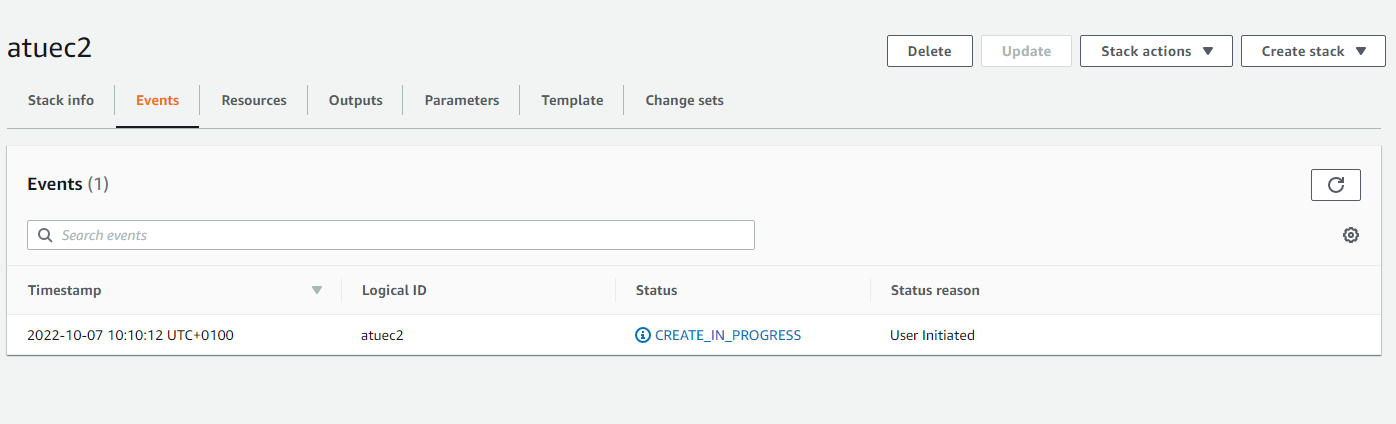 atuec2
Delete Update Stack actions Create stack
Stack info Events Resources Outputs Parameters Template Change sets
Events (1)
Search events
Timestamp Logical ID Status Status reason
2022-10-07 10:10:12 UTC+0100 atuec2 CREATE_IN_PROGRESS User Initiated